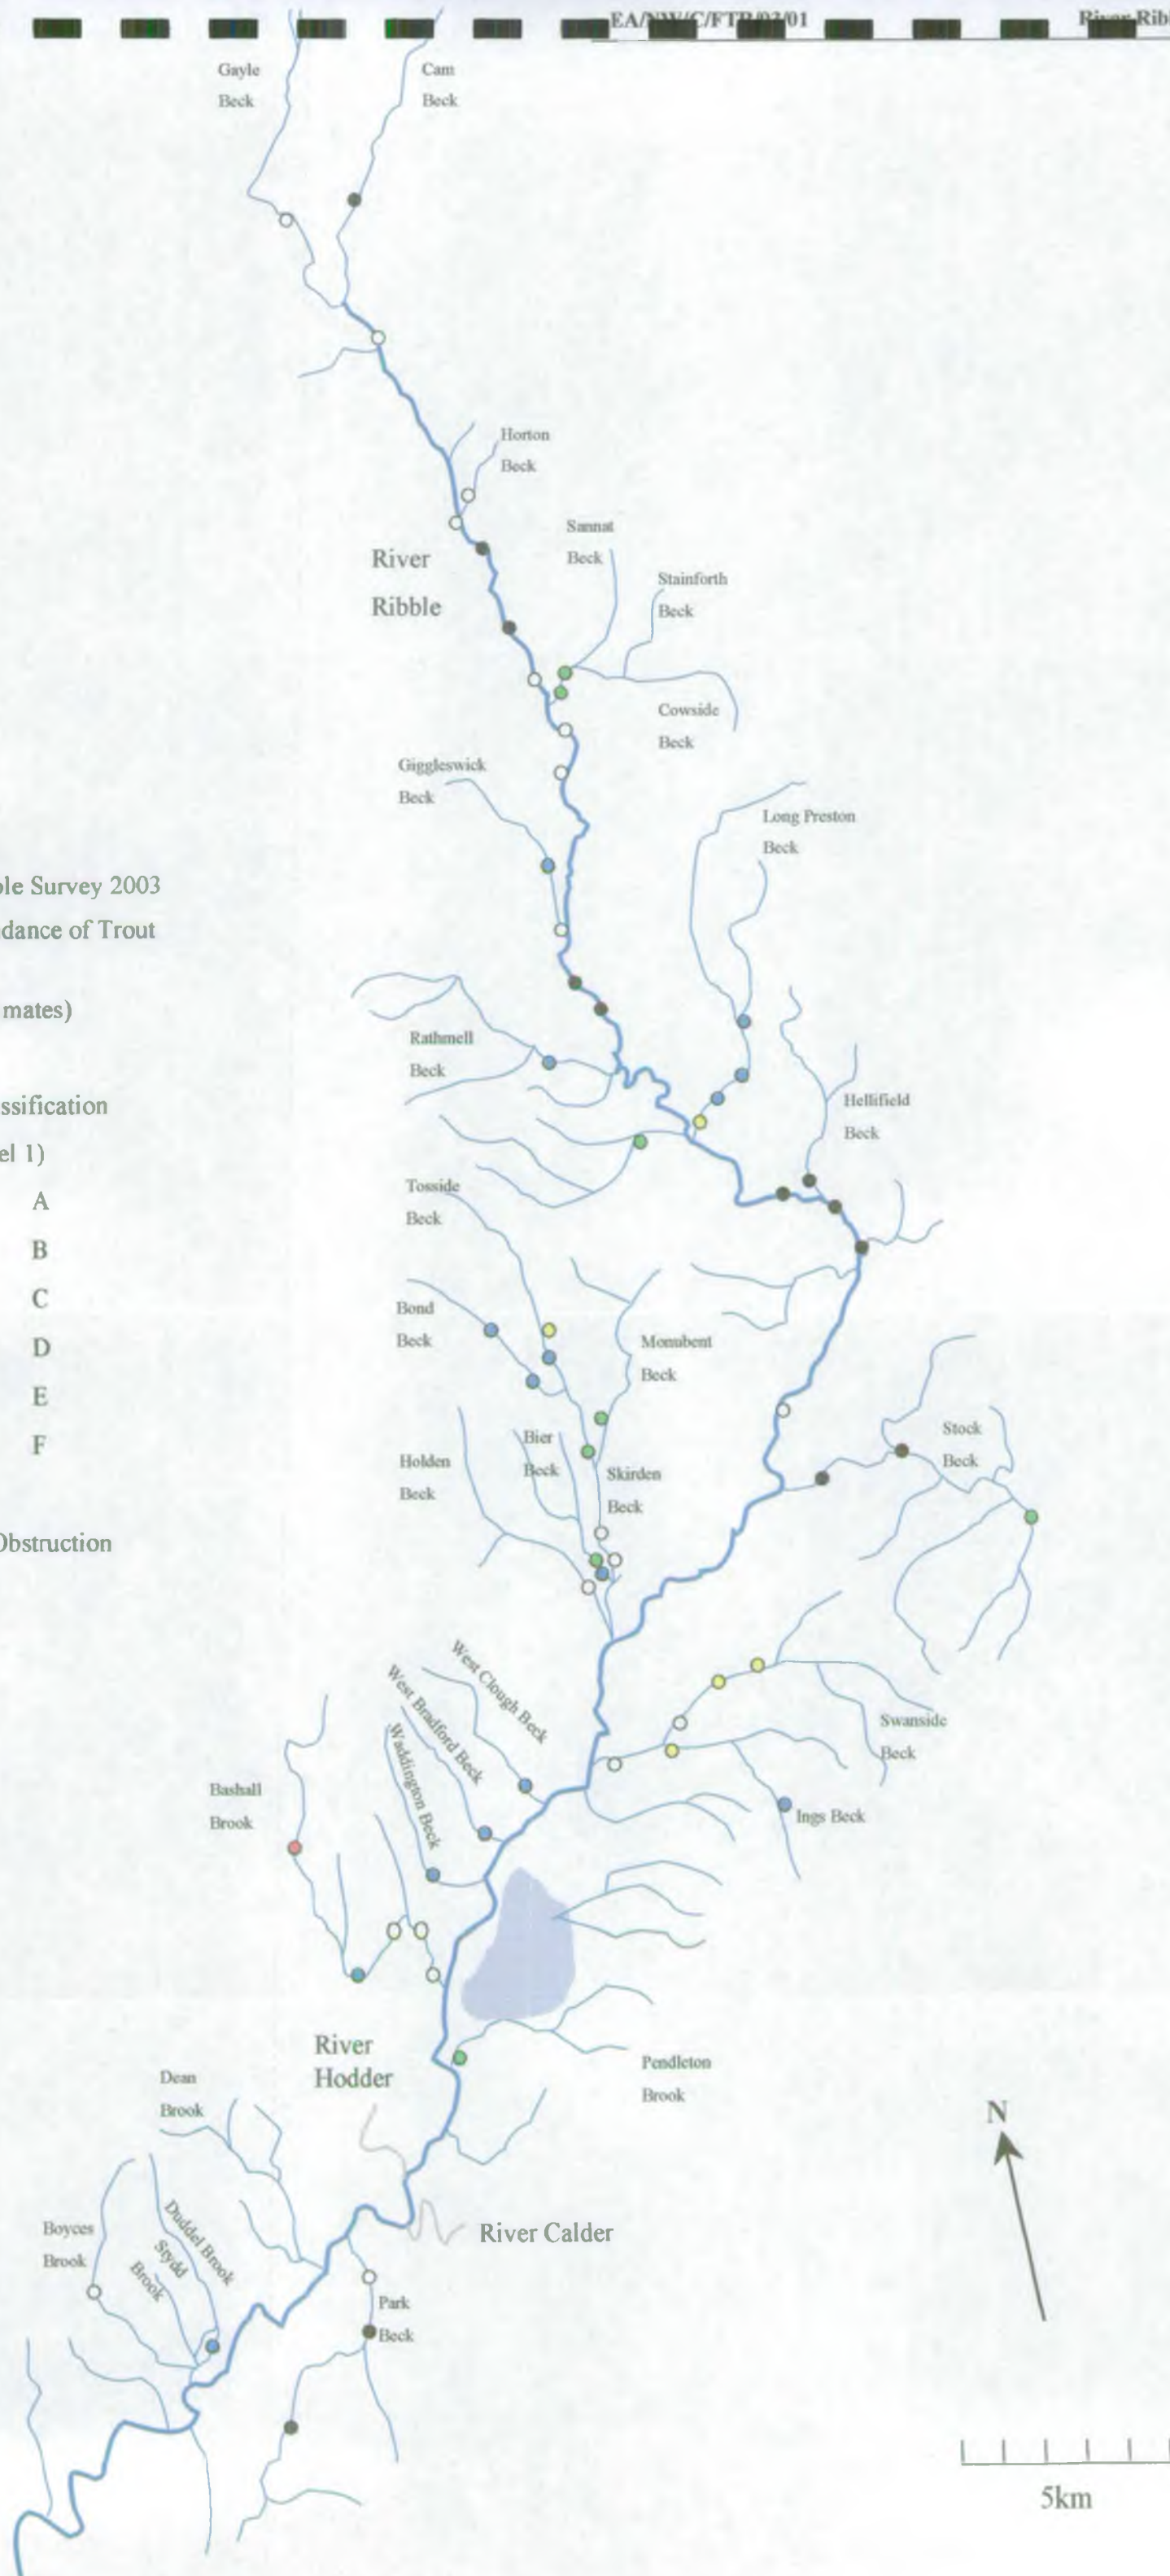 EA/NW/C/FTR/03/01
River Rib
Gayle
Beck
Cam
Beck
Horton
Beck
Sannat
Beck
River
Ribble
Stainforth
Beck
Cowside
Beck
Giggleswick
Beck
Long Preston
Beck
ble Survey 2003
dance of Trout
mates)
Rathmell
Beck
Hellifield
Beck
ssification
el 1)
A
B
C
D
E
F
Obstruction
Tosside
Beck
Bond
Beck
Monubent
Beck
Stock
Beck
Holden
Beck
Bier
Beck
Skirden
Beck
West Clough Beck
West Bradford Beck
Waddington Beck
Swanside
Beck
Bashall
Brook
Ings Beck
River
Hodder
Pendleton
Brook
Dean
Brook
N
Boyces
Brook
Duddel Brook
Stydd
Brook
River Calder
Park
Beck
5km